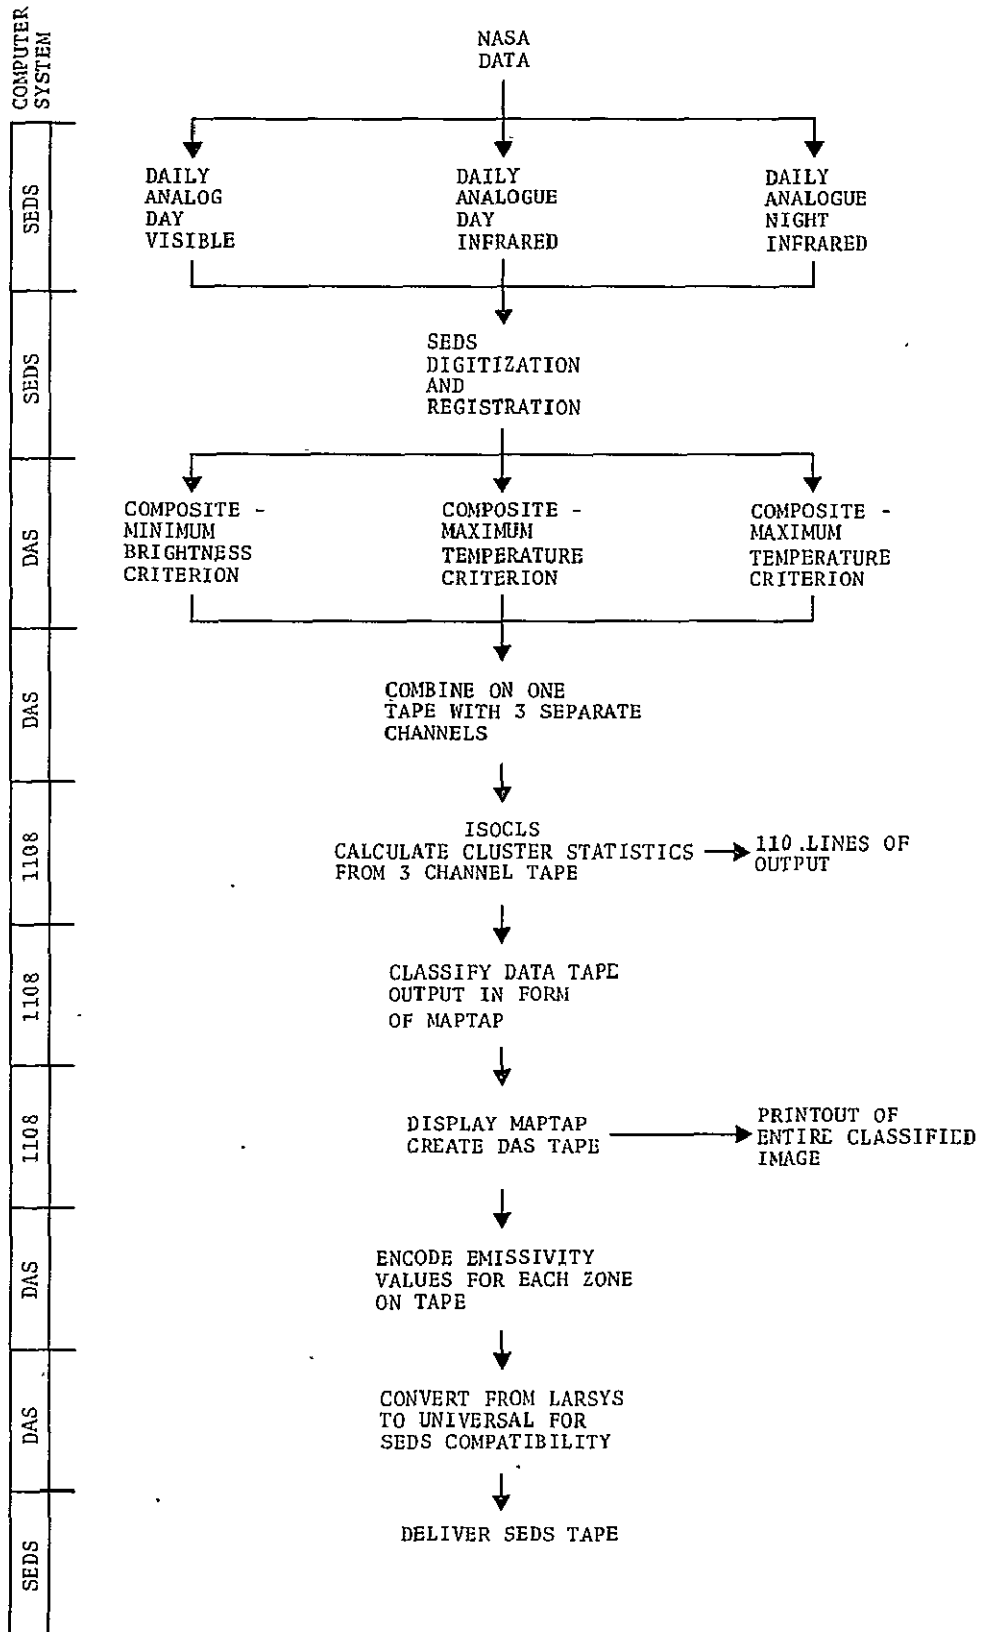 COMPUTER
SYSTEM
NASA
DATA
SEDS
DAILY
ANALOG
DAY
VISIBLE
DAILY
ANALOGUE
DAY
INFRARED
DAILY
ANALOGUE
NIGHT
INFRARED
SEDS
SEDS
DIGITIZATION
AND
REGISTRATION
DAS
COMPOSITE -
MINIMUM
BRIGHTNESS
CRITERION
COMPOSITE -
MAXIMUM
TEMPERATURE
CRITERION
COMPOSITE -
MAXIMUM
TEMPERATURE
CRITERION
DAS
COMBINE ON ONE
TAPE WITH 3 SEPARATE
CHANNELS
1108
ISOCLS
CALCULATE CLUSTER STATISTICS
FROM 3 CHANNEL TAPE
110 .LINES OF
OUTPUT
1108
CLASSIFY DATA TAPE
OUTPUT IN FORM
OF MAPTAP
1108
DISPLAY MAPTAP
CREATE DAS TAPE
PRINTOUT OF
ENTIRE CLASSIFIED
IMAGE
DAS
ENCODE EMISSIVITY
VALUES FOR EACH ZONE
ON TAPE
DAS
CONVERT FROM LARSYS
TO UNIVERSAL FOR
SEDS COMPATIBILITY
SEDS
DELIVER SEDS TAPE